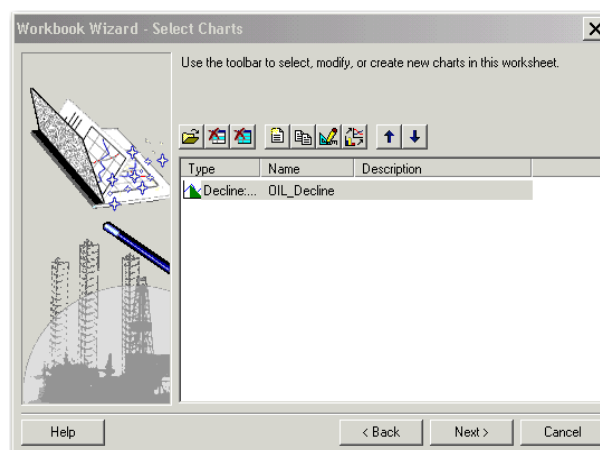 Workbook Wizard - Select Charts
Use the toolbar to select, modify, or create new charts in this worksheet.
Type Name Description
Decline:... OIL_Decline
Help < Back Next > Cancel